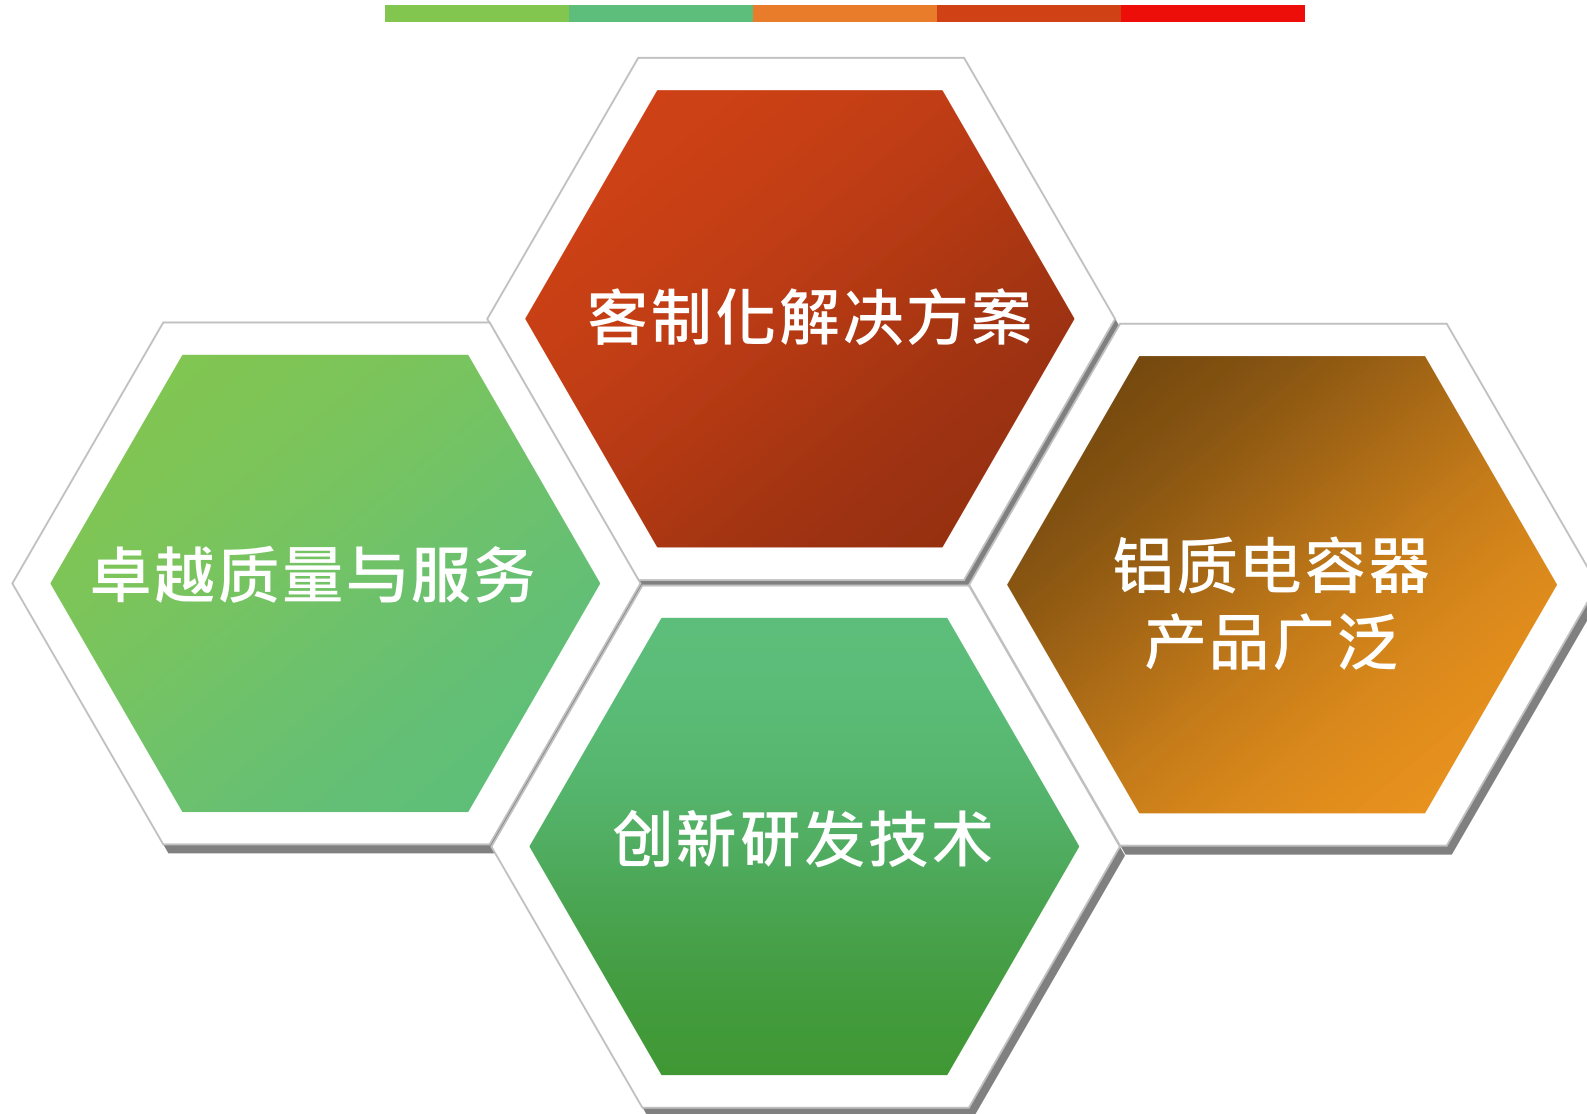 客制化解决方案
卓越质量与服务
铝质电容器
产品广泛
创新研发技术